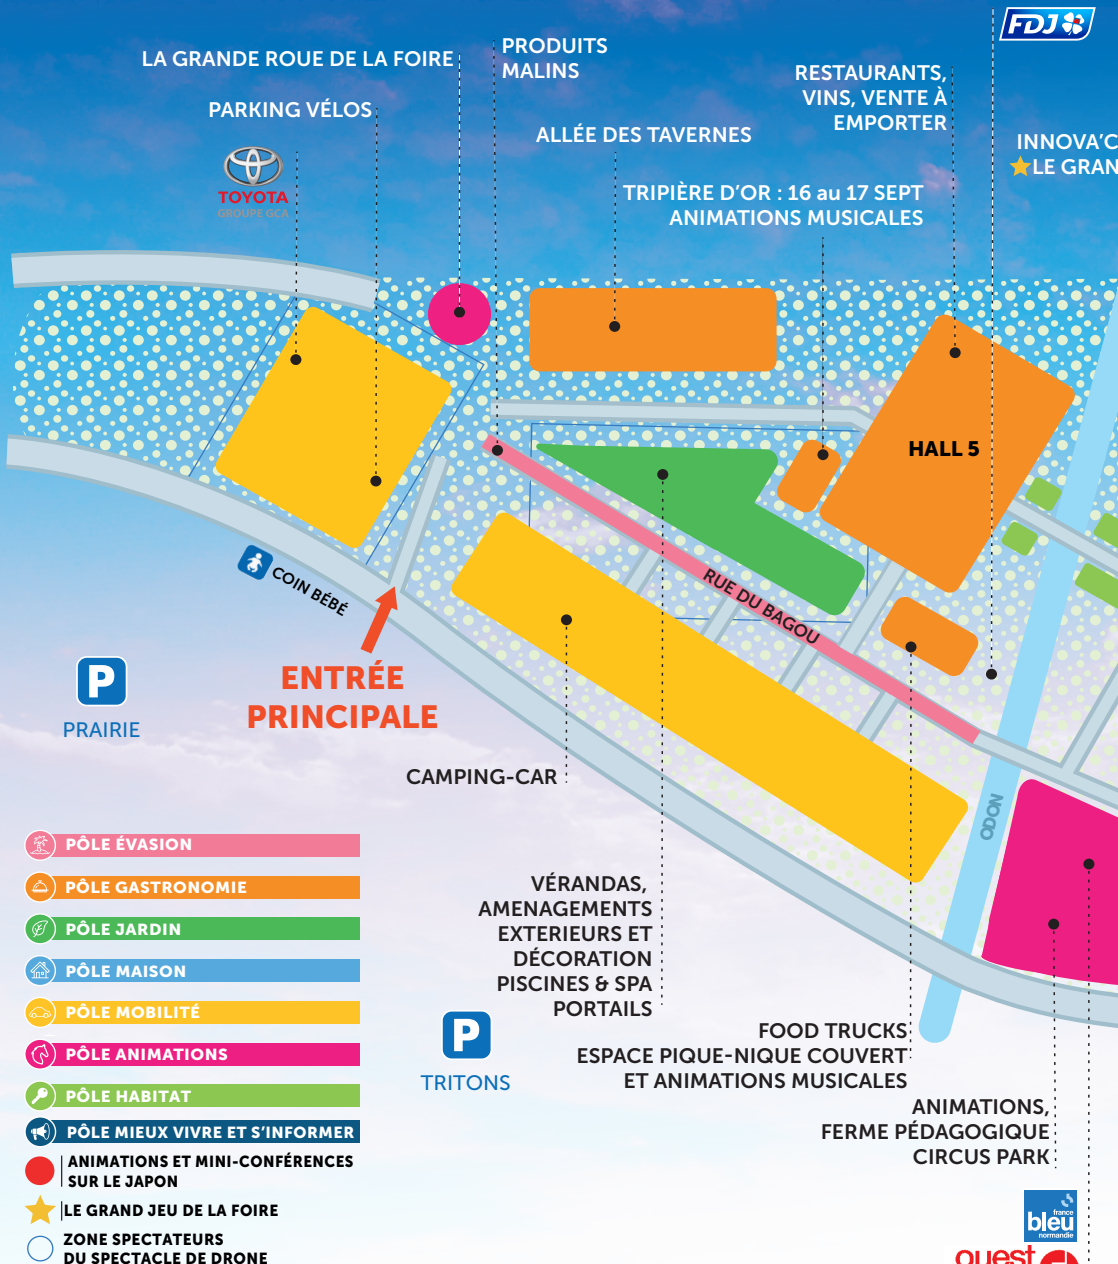 FDJ
LA GRANDE ROUE DE LA FOIRE
PRODUITS
MALINS
RESTAURANTS,
VINS, VENTE À
EMPORTER
PARKING VÉLOS
ALLÉE DES TAVERNES
INNOVA'C
LE GRAN
TOYOTA
GROUPE GCA
TRIPIÈRE D'OR : 16 au 17 SEPT
ANIMATIONS MUSICALES
HALL 5
COIN BÉBÉ
RUE DU BAGOU
ENTRÉE
PRINCIPALE
P
PRAIRIE
CAMPING-CAR
ODON
PÔLE ÉVASION
PÔLE GASTRONOMIE
PÔLE JARDIN
PÔLE MAISON
PÔLE MOBILITÉ
PÔLE ANIMATIONS
PÔLE HABITAT
PÔLE MIEUX VIVRE ET S'INFORMER
ANIMATIONS ET MINI-CONFÉRENCES
SUR LE JAPON
LE GRAND JEU DE LA FOIRE
ZONE SPECTATEURS
DU SPECTACLE DE DRONE
VÉRANDAS,
AMENAGEMENTS
EXTERIEURS ET
DÉCORATION
PISCINES & SPA
PORTAILS
P
TRITONS
FOOD TRUCKS
ESPACE PIQUE-NIQUE COUVERT
ET ANIMATIONS MUSICALES
ANIMATIONS,
FERME PÉDAGOGIQUE
CIRCUS PARK
france
bleu
normandie
ouest